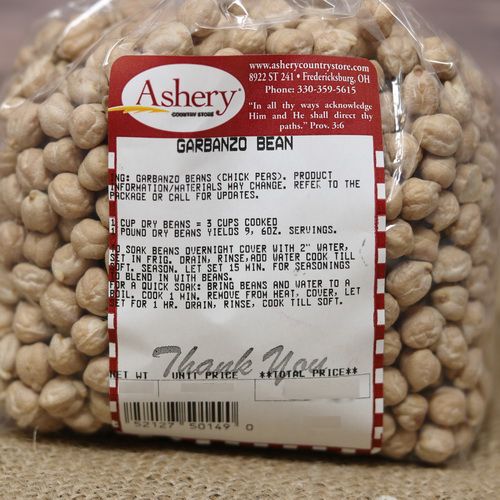 Ashery
COUNTRY STORE
www.asherycountrystore.com
8922 ST 241 • Fredericksburg, OH
Phone: 330-359-5615
"In all thy ways acknowledge
Him and He shall direct thy
paths." Prov. 3:6
GARBANZO BEAN
ING: GARBANZO BEANS (CHICK PEAS). PRODUCT
INFORMATION/MATERIALS MAY CHANGE. REFER TO THE
PACKAGE OR CALL FOR UPDATES.
1 CUP DRY BEANS = 3 CUPS COOKED
1 POUND DRY BEANS YIELDS 9, 6OZ. SERVINGS.
TO SOAK BEANS OVERNIGHT COVER WITH 2" WATER,
SET IN FRIG. DRAIN, RINSE,ADD WATER COOK TILL
SOFT. SEASON. LET SET 15 MIN. FOR SEASONINGS
TO BLEND IN WITH BEANS.
FOR A QUICK SOAK: BRING BEANS AND WATER TO A
BOIL. COOK 1 MIN. REMOVE FROM HEAT, COVER, LET
SET FOR 1 HR. DRAIN, RINSE, COOK TILL SOFT.
Thank You
NET WT UNIT PRICE **TOTAL PRICE**
52127 50149 0